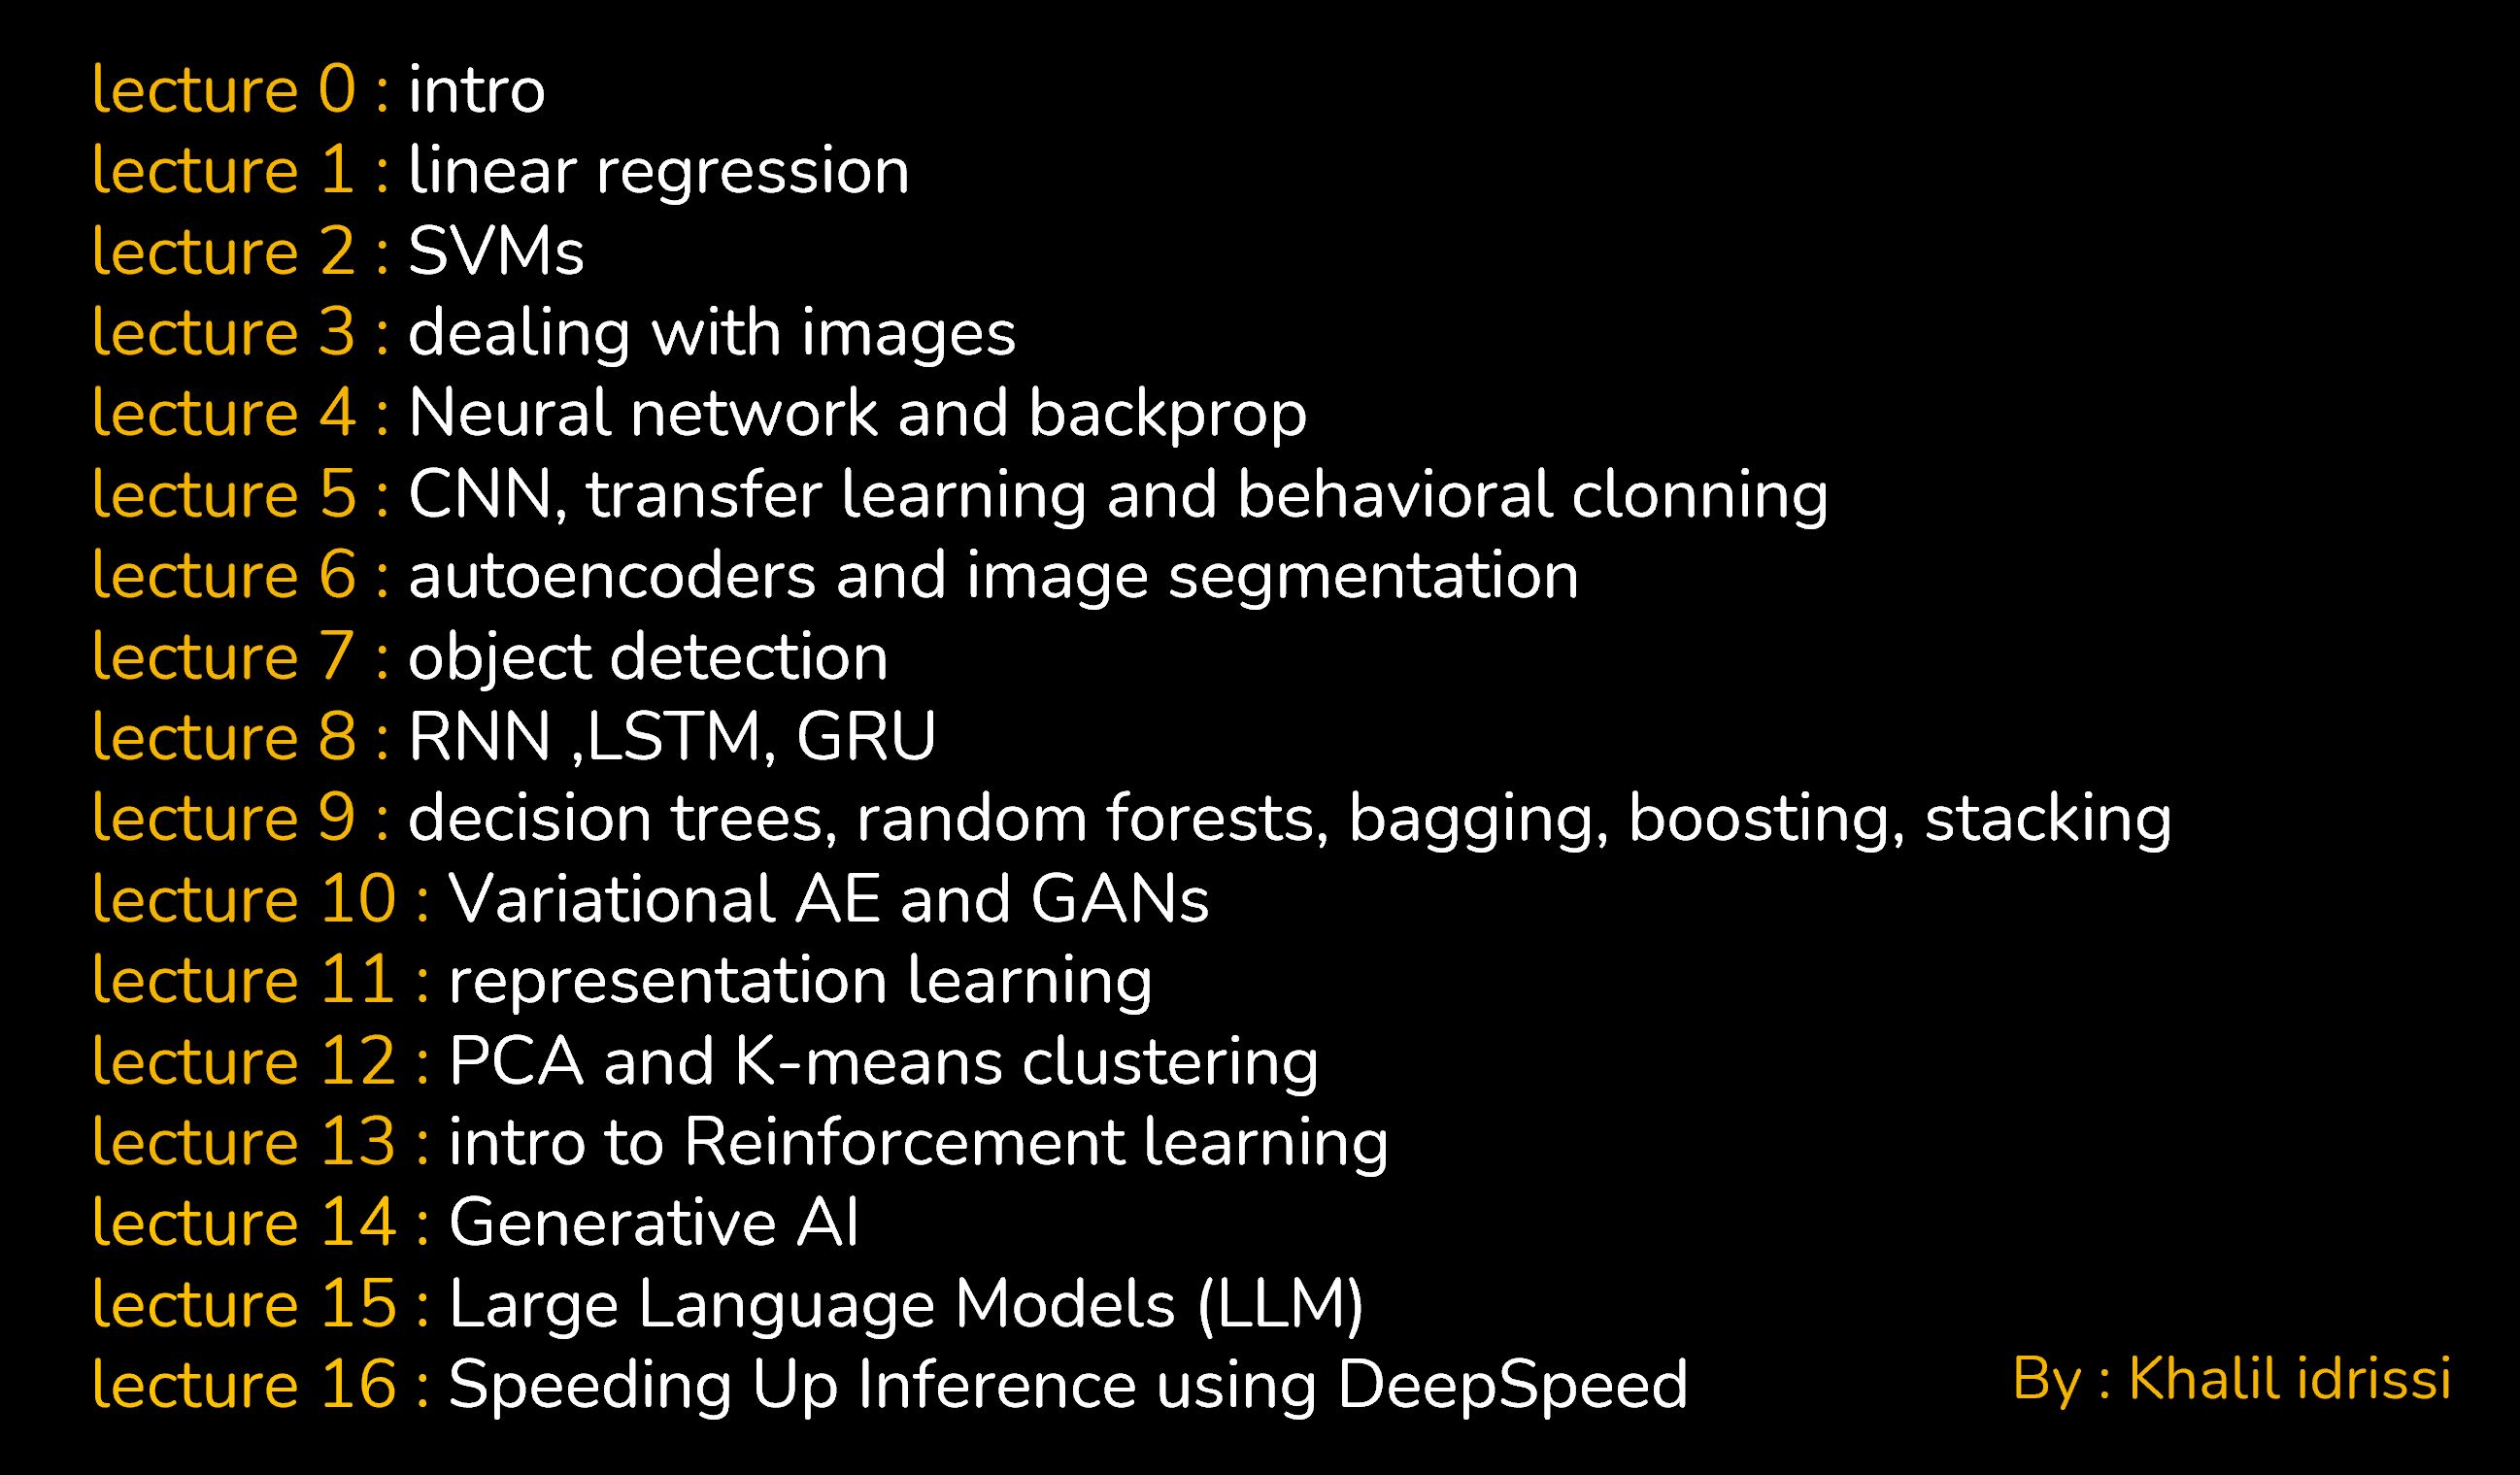 lecture 0 : intro
lecture 1 : linear regression
lecture 2 : SVMs
lecture 3 : dealing with images
lecture 4 : Neural network and backprop
lecture 5 : CNN, transfer learning and behavioral clonning
lecture 6 : autoencoders and image segmentation
lecture 7 : object detection
lecture 8 : RNN ,LSTM, GRU
lecture 9 : decision trees, random forests, bagging, boosting, stacking
lecture 10 : Variational AE and GANs
lecture 11 : representation learning
lecture 12 : PCA and K-means clustering
lecture 13 : intro to Reinforcement learning
lecture 14 : Generative AI
lecture 15 : Large Language Models (LLM)
lecture 16 : Speeding Up Inference using DeepSpeed
By : Khalil idrissi